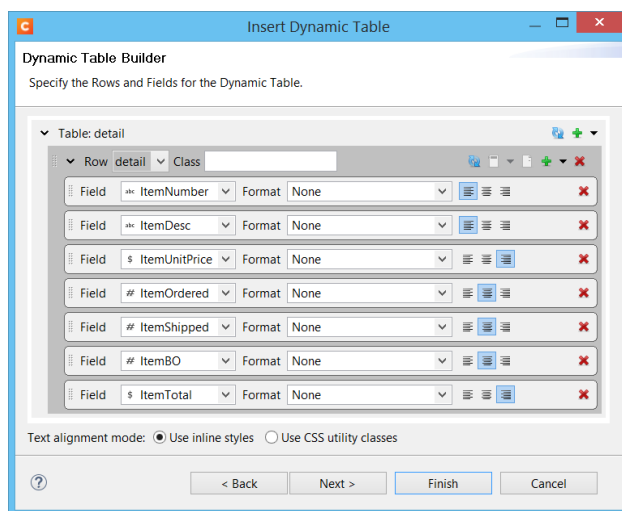 C Insert Dynamic Table
Dynamic Table Builder
Specify the Rows and Fields for the Dynamic Table.
Table: detail
Row detail Class
Field abc ItemNumber Format None
Field abc ItemDesc Format None
Field $ ItemUnitPrice Format None
Field # ItemOrdered Format None
Field # ItemShipped Format None
Field # ItemBO Format None
Field $ ItemTotal Format None
Text alignment mode: Use inline styles Use CSS utility classes
? < Back Next > Finish Cancel